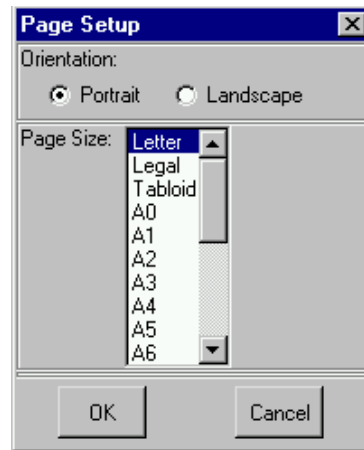 Page Setup
Orientation:
Portrait Landscape
Page Size:
Letter
Legal
Tabloid
A0
A1
A2
A3
A4
A5
A6
OK Cancel